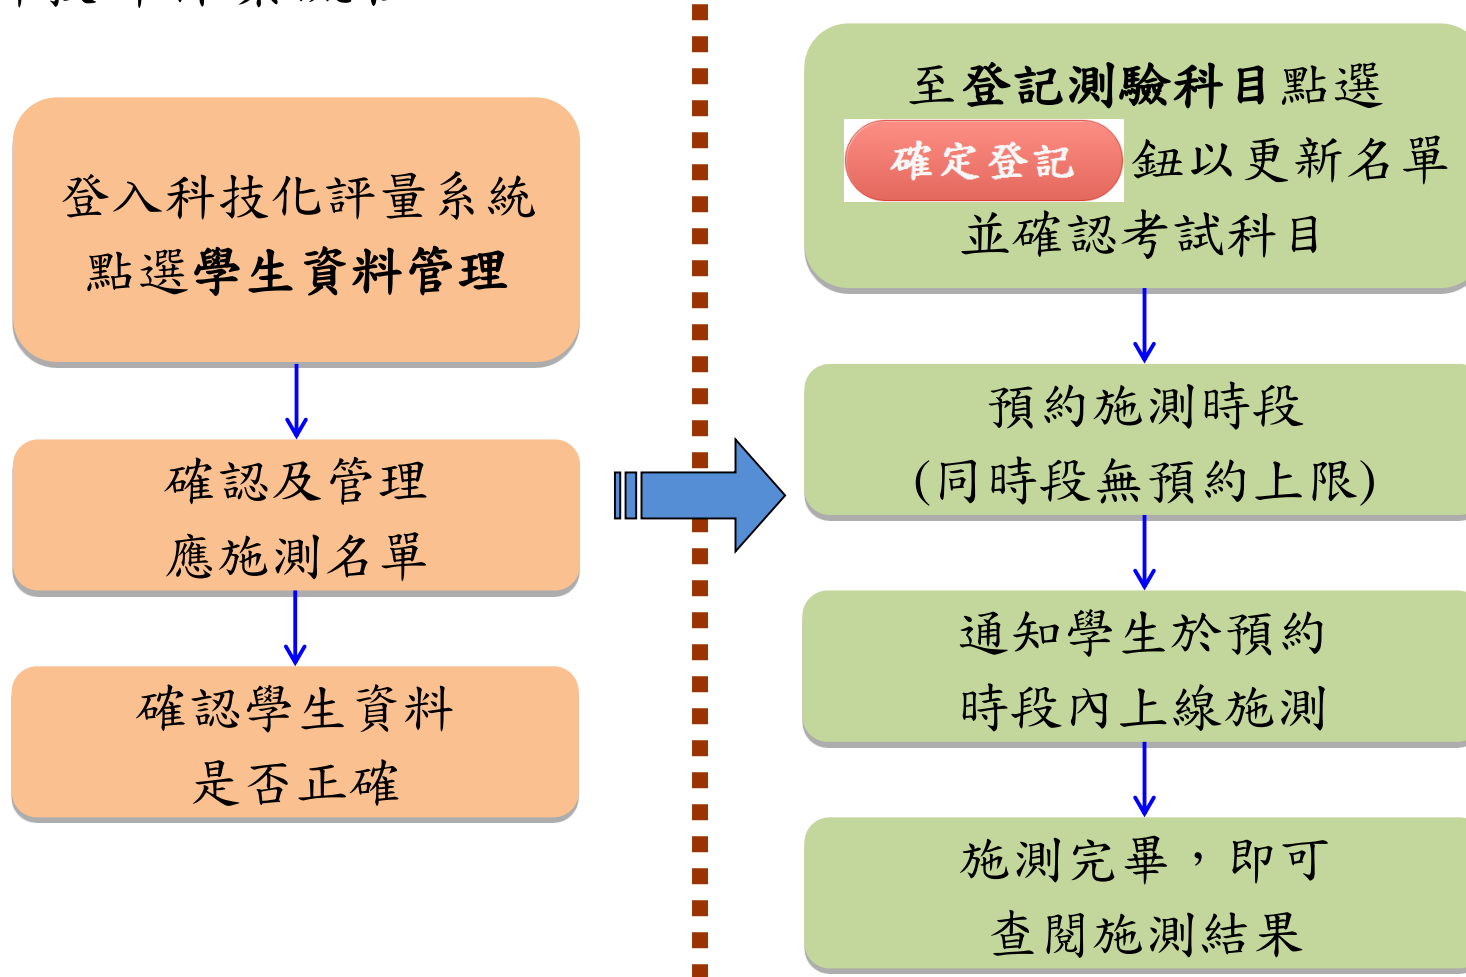 登入科技化評量系統
點選學生資料管理
確認及管理
應施測名單
確認學生資料
是否正確
至登記測驗科目點選
確定登記 鈕以更新名單
並確認考試科目
預約施測時段
(同時段無預約上限)
通知學生於預約
時段內上線施測
施測完畢，即可
查閱施測結果